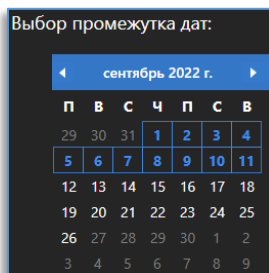 Выбор промежутка дат:
сентябрь 2022 г.
П В С Ч П С В
29 30 31 1 2 3 4
5 6 7 8 9 10 11
12 13 14 15 16 17 18
19 20 21 22 23 24 25
26 27 28 29 30 1 2
3 4 5 6 7 8 9